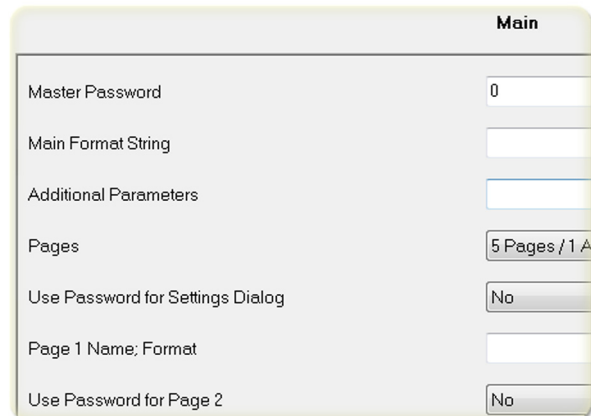 Main
Master Password 0
Main Format String
Additional Parameters
Pages 5 Pages / 1 A
Use Password for Settings Dialog No
Page 1 Name; Format
Use Password for Page 2 No